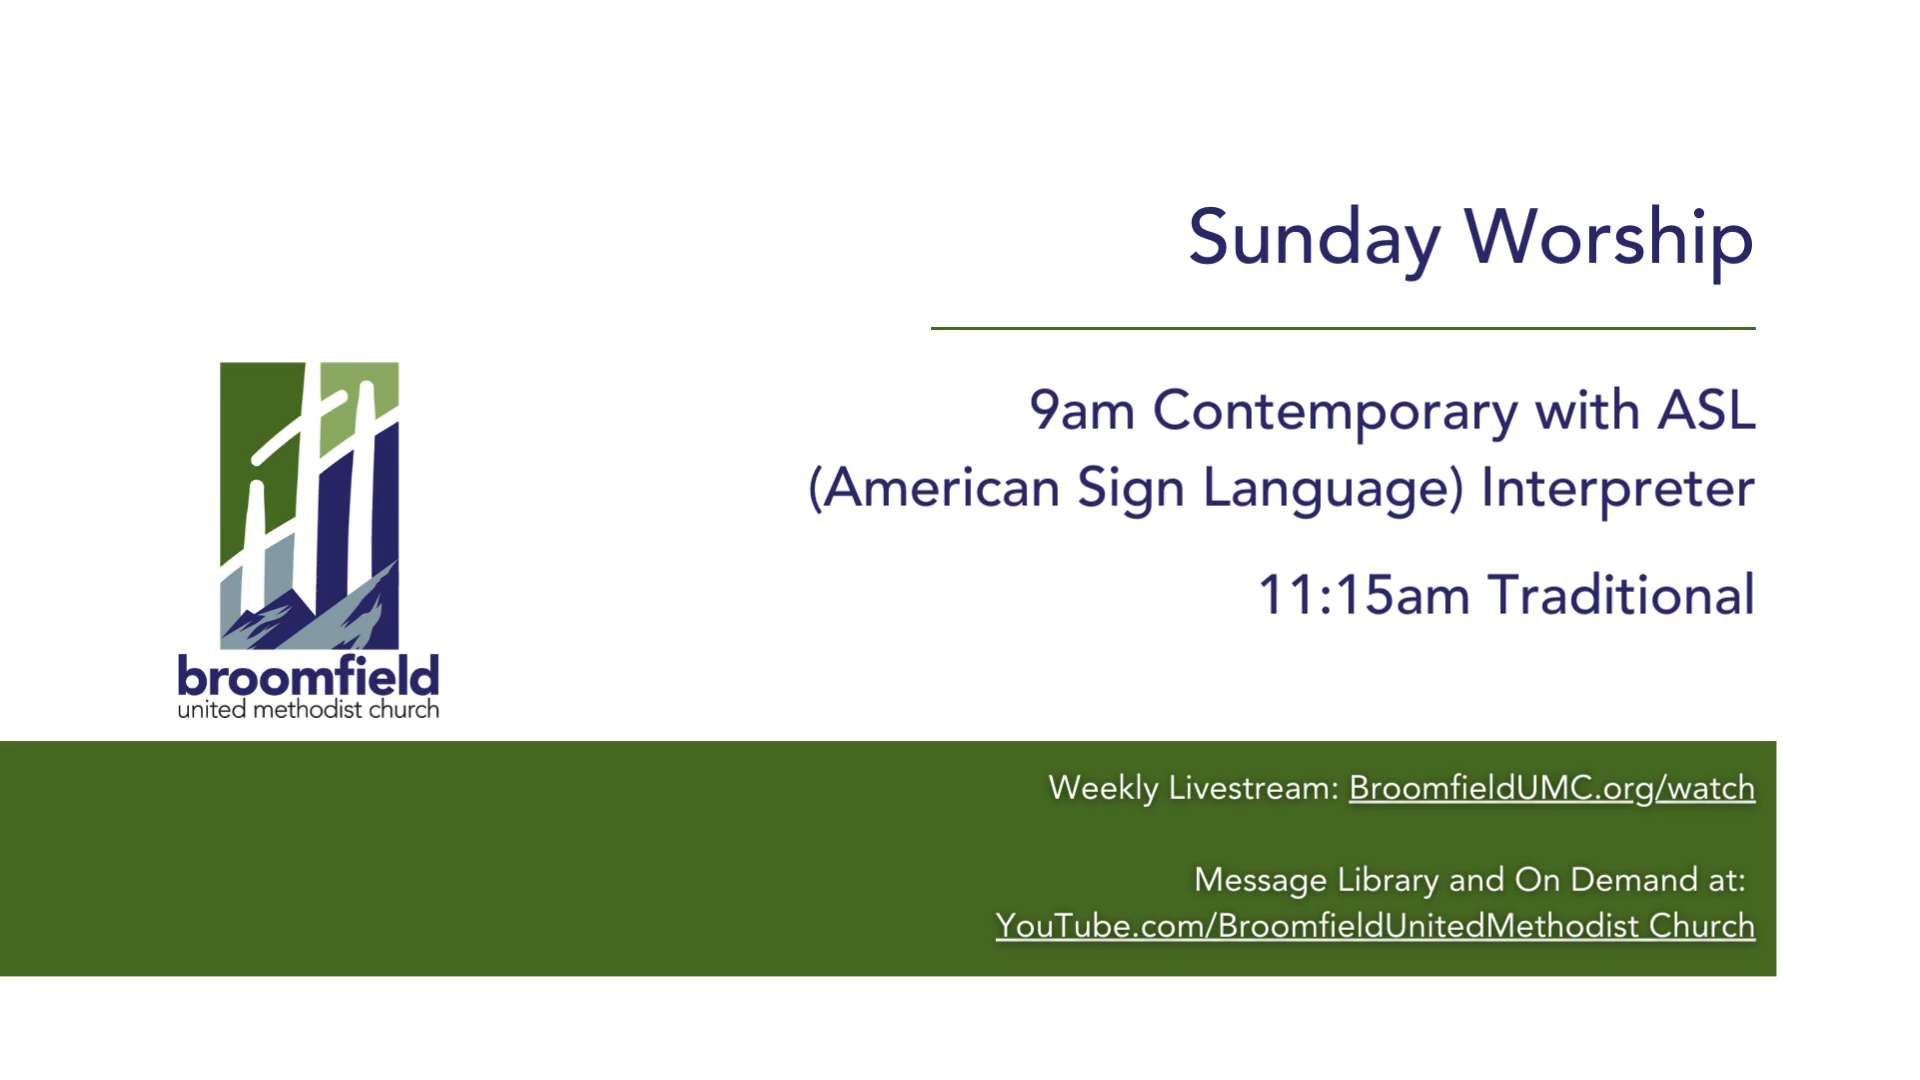 Sunday Worship
9am Contemporary with ASL
(American Sign Language) Interpreter
11:15am Traditional
broomfield
united methodist church
Weekly Livestream: BroomfieldUMC.org/watch
Message Library and On Demand at:
YouTube.com/BroomfieldUnitedMethodist Church